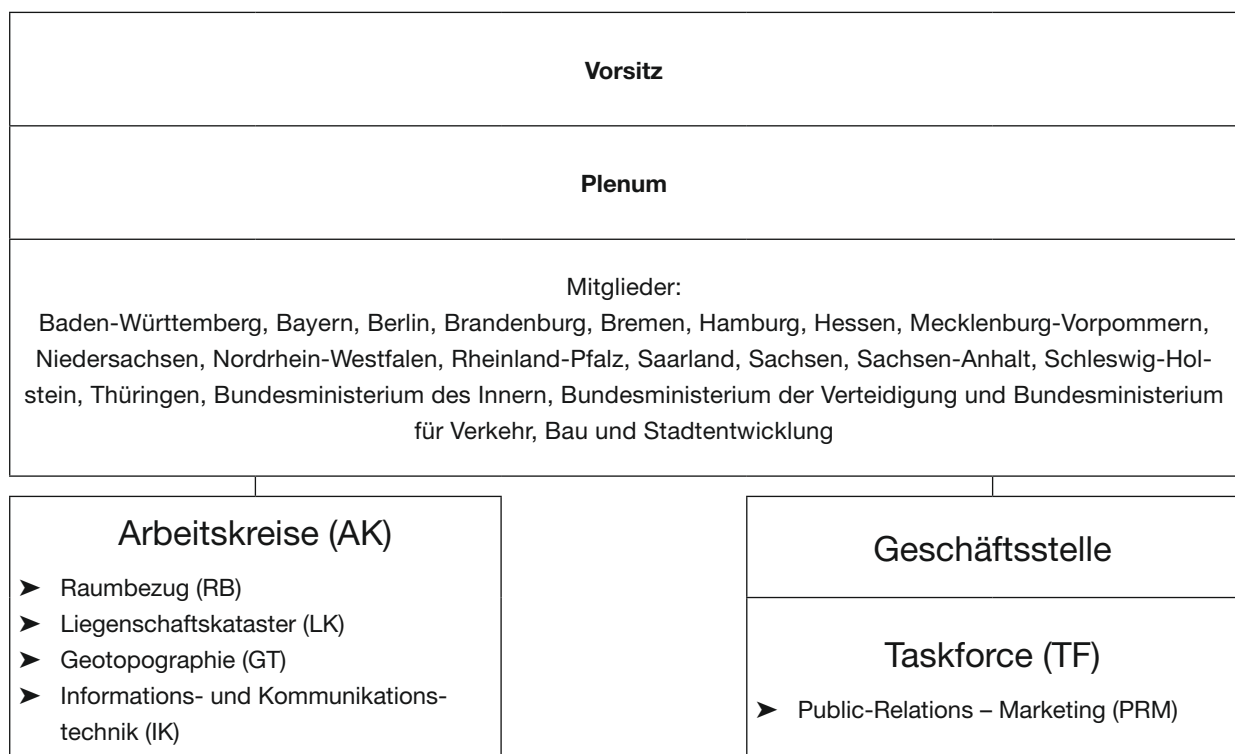 Vorsitz
Plenum
Mitglieder:
Baden-Württemberg, Bayern, Berlin, Brandenburg, Bremen, Hamburg, Hessen, Mecklenburg-Vorpommern,
Niedersachsen, Nordrhein-Westfalen, Rheinland-Pfalz, Saarland, Sachsen, Sachsen-Anhalt, Schleswig-Hol-
stein, Thüringen, Bundesministerium des Innern, Bundesministerium der Verteidigung und Bundesministerium
für Verkehr, Bau und Stadtentwicklung
Arbeitskreise (AK)
➤ Raumbezug (RB)
➤ Liegenschaftskataster (LK)
➤ Geotopographie (GT)
➤ Informations- und Kommunikations-
technik (IK)
Geschäftsstelle
Taskforce (TF)
➤ Public-Relations – Marketing (PRM)